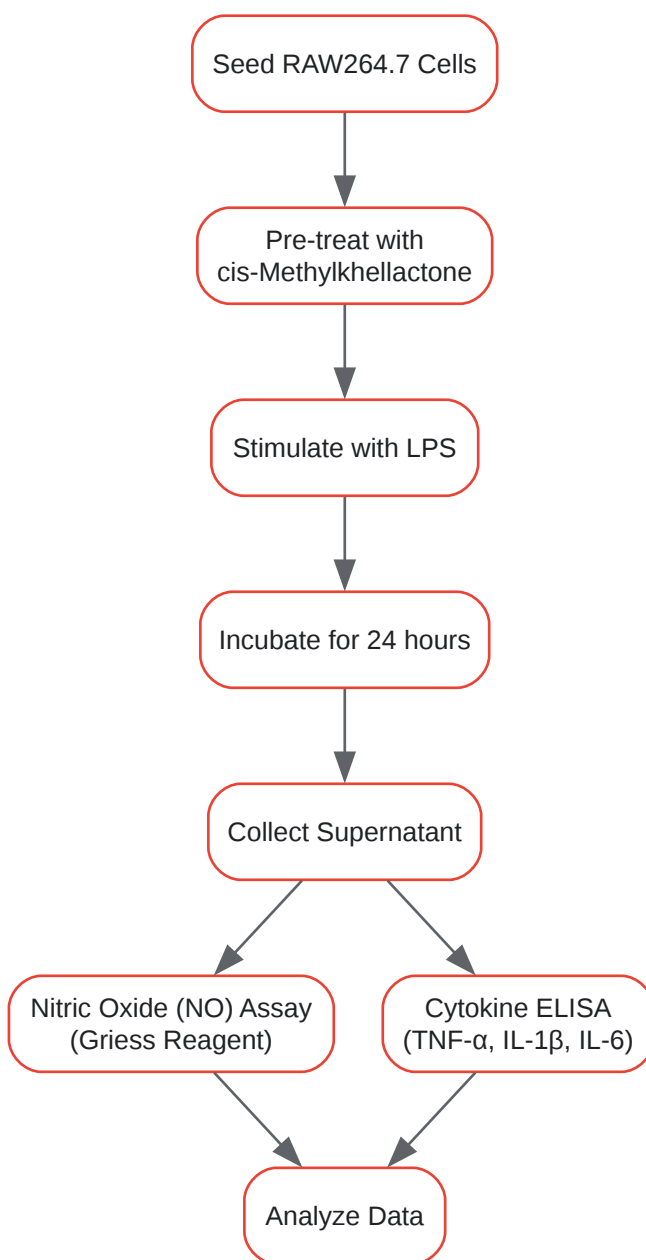 Seed RAW264.7 Cells
Pre-treat with
cis-Methylkhellactone
Stimulate with LPS
Incubate for 24 hours
Collect Supernatant
Nitric Oxide (NO) Assay
(Griess Reagent)
Cytokine ELISA
(TNF-α, IL-1β, IL-6)
Analyze Data